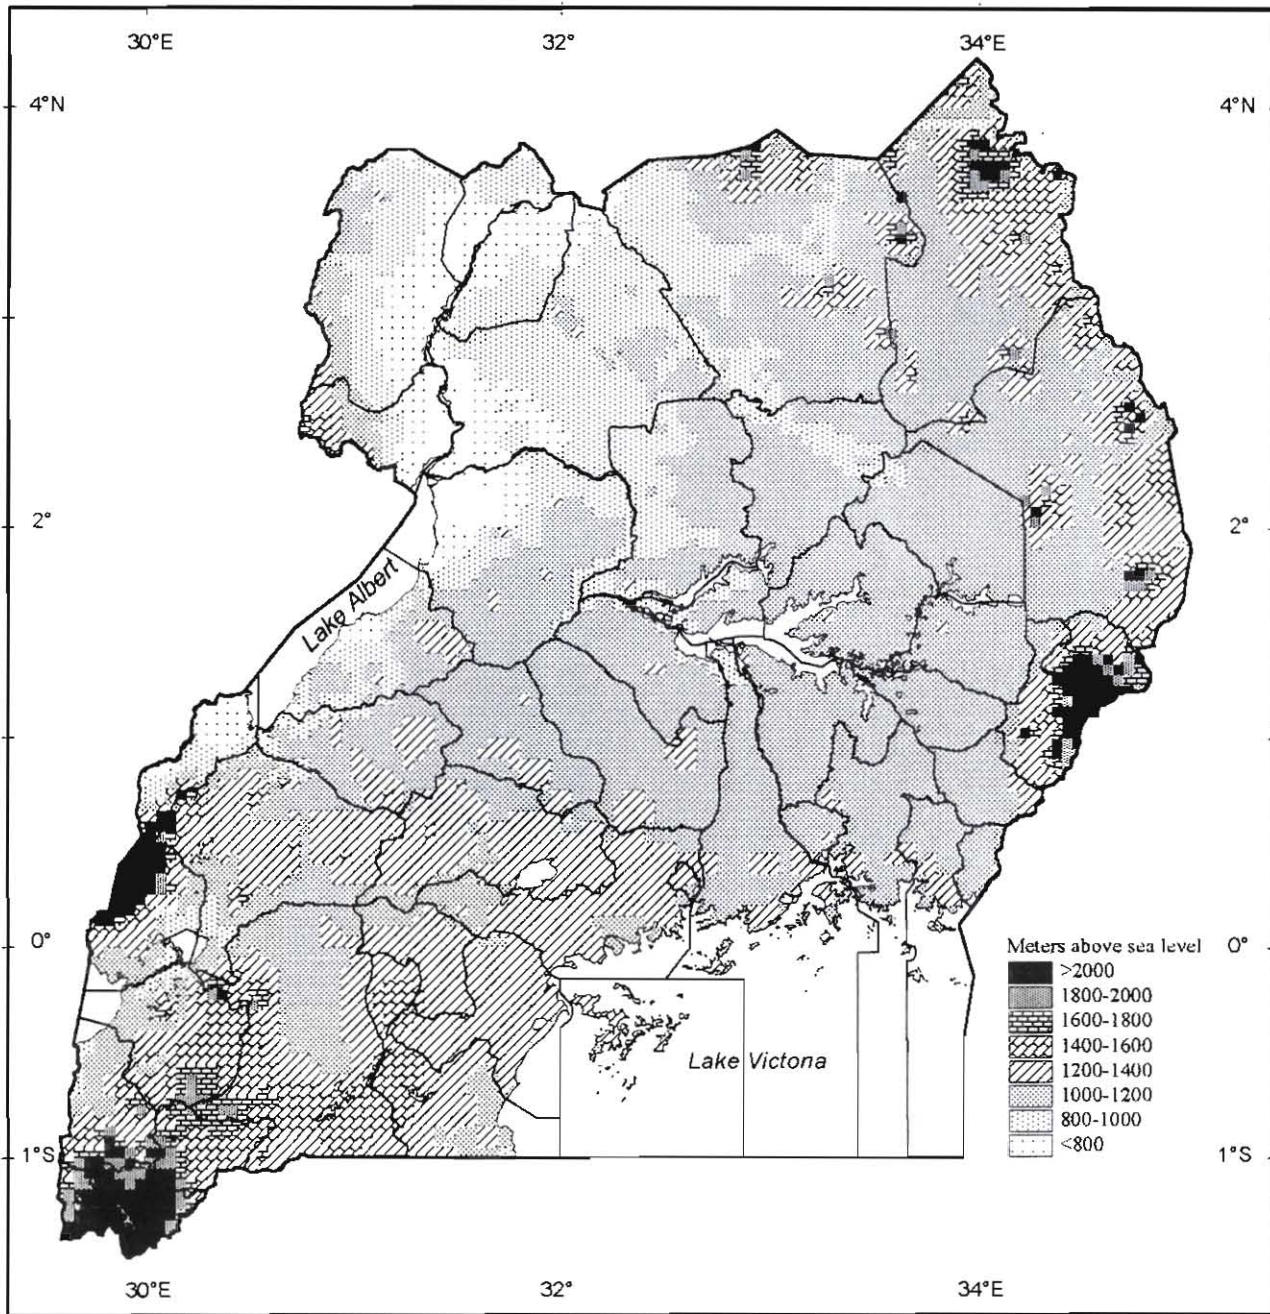 30°E 32° 34°E
4°N 4°N
2° 2°
Lake Albert
0° Meters above sea level 0°
>2000
1800-2000
1600-1800
1400-1600
1200-1400
1000-1200
800-1000
<800
Lake Victona
1°S 1°S
30°E 32° 34°E